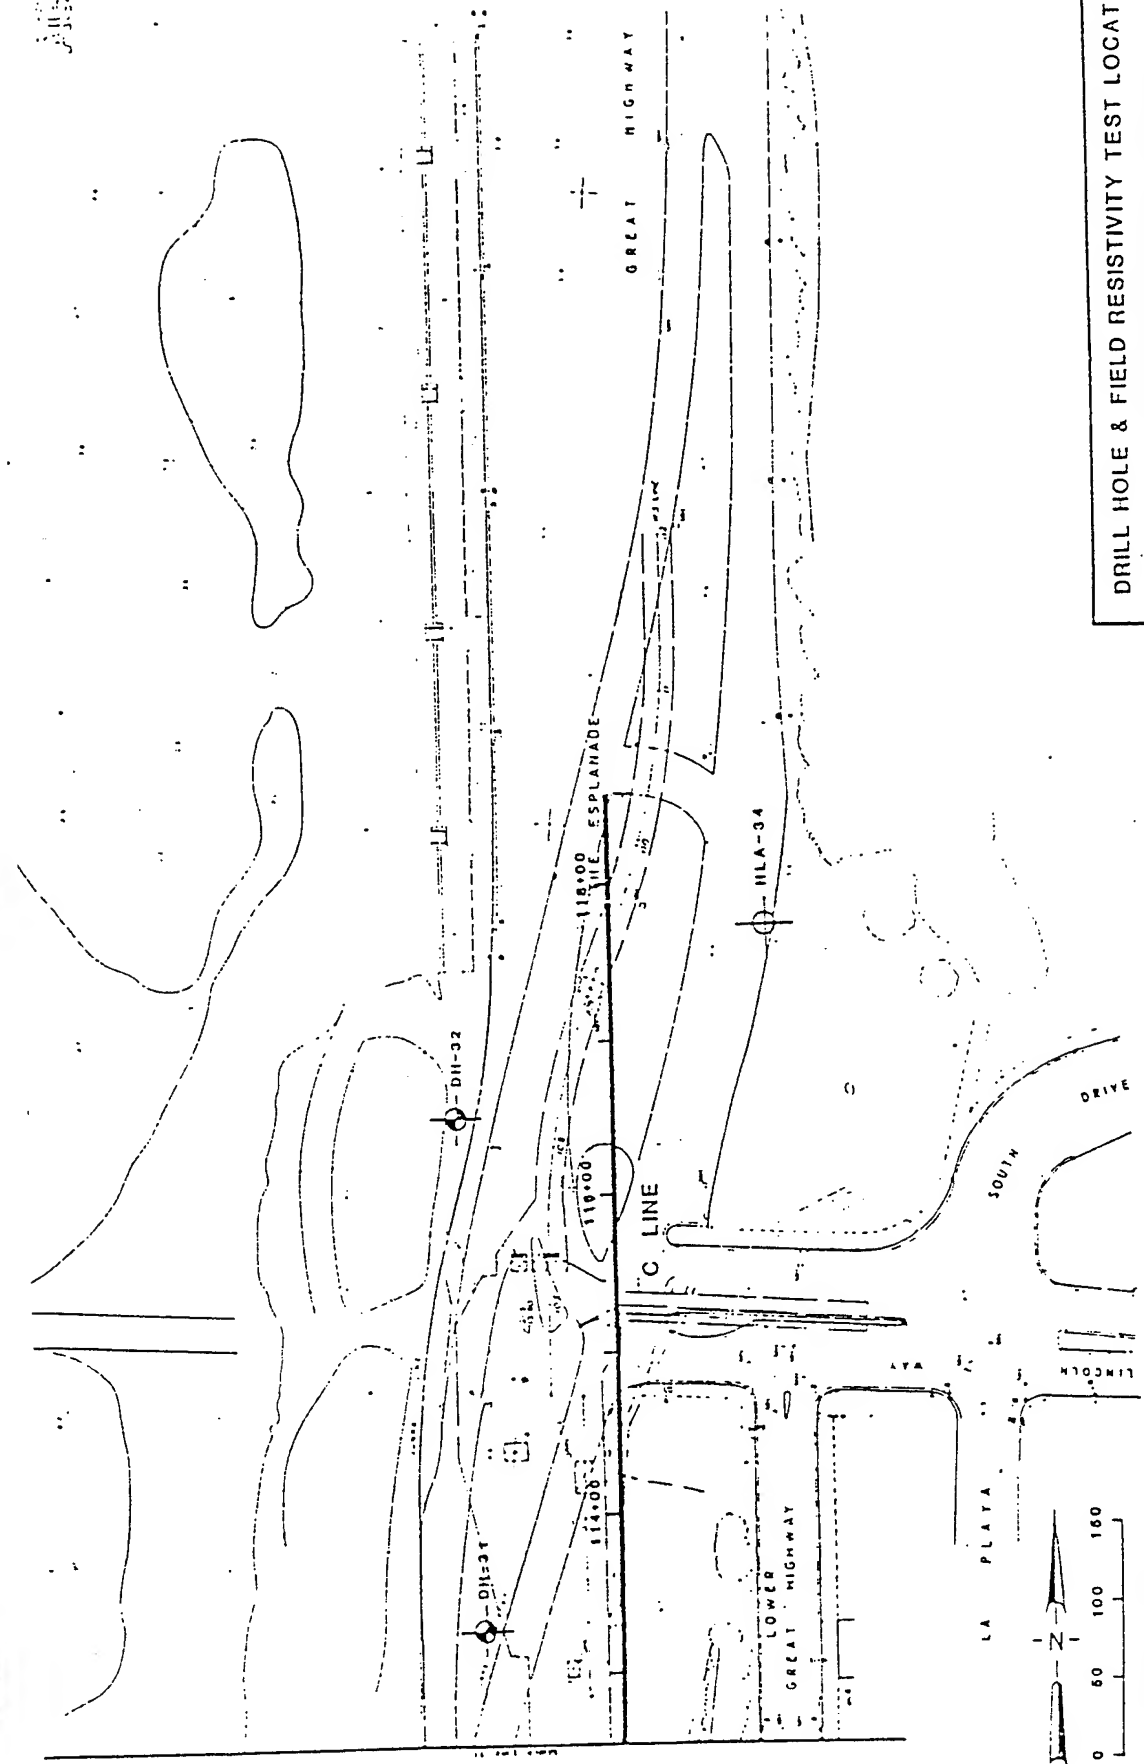 GREAT HIGHWAY
DRILL HOLE & FIELD RESISTIVITY TEST LOCAT
THE ESPLANADE
118+00
HLA-34
DH-32
116+00
C LINE
SOUTH
DRIVE
WAY
LINCOLN
114+00
DH-31
LOWER
GREAT HIGHWAY
LA PLAYA
N
0 50 100 150